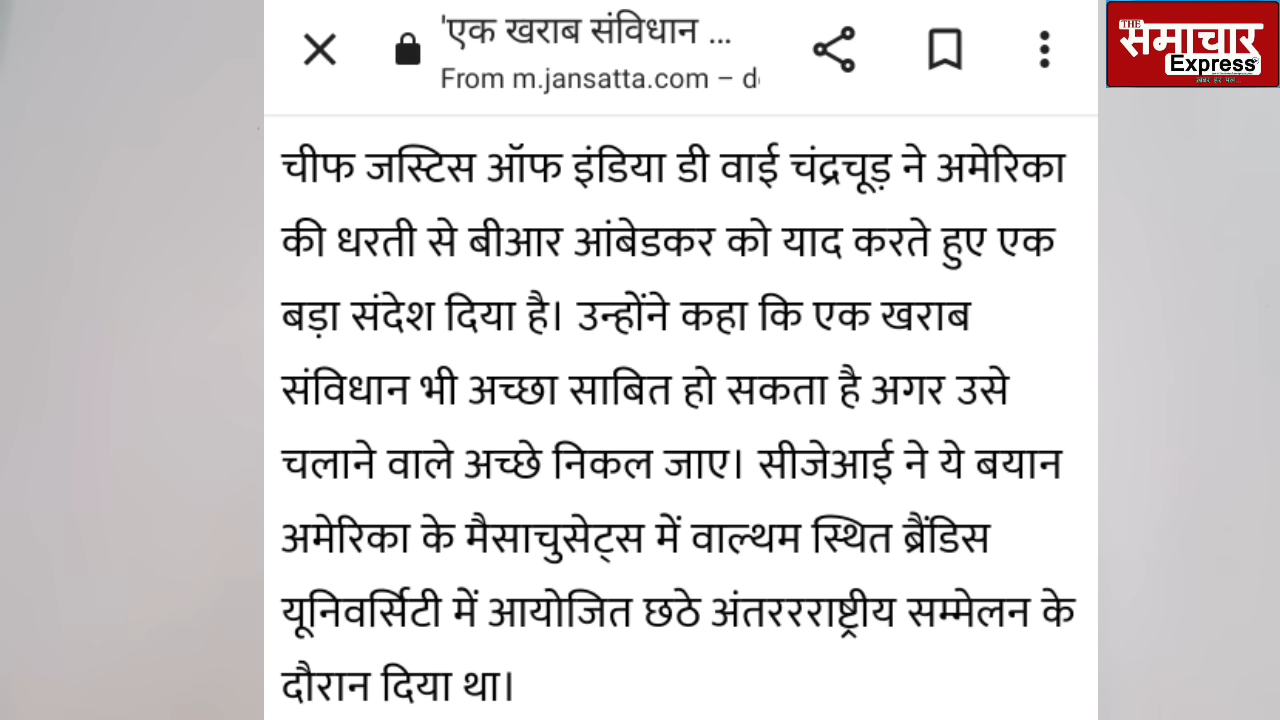 'एक खराब संविधान ...
From m.jansatta.com – d
THE
समाचार
Express
चीफ जस्टिस ऑफ इंडिया डी वाई चंद्रचूड़ ने अमेरिका
की धरती से बीआर आंबेडकर को याद करते हुए एक
बड़ा संदेश दिया है। उन्होंने कहा कि एक खराब
संविधान भी अच्छा साबित हो सकता है अगर उसे
चलाने वाले अच्छे निकल जाए। सीजेआई ने ये बयान
अमेरिका के मैसाचुसेट्स में वाल्थम स्थित ब्रैंडिस
यूनिवर्सिटी में आयोजित छठे अंतररराष्ट्रीय सम्मेलन के
दौरान दिया था।